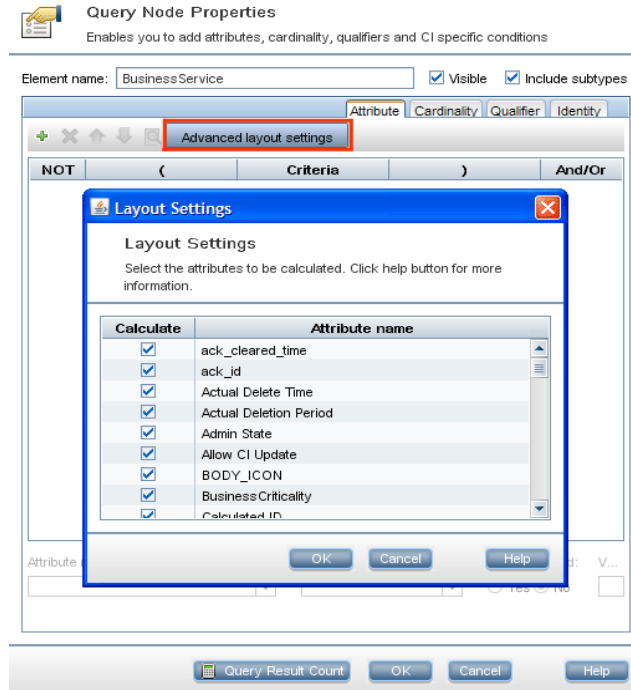 Query Node Properties
Enables you to add attributes, cardinality, qualifiers and CI specific conditions
Element name: BusinessService Visible Include subtypes
Attribute Cardinality Qualifier Identity
Advanced layout settings
NOT ( Criteria ) And/Or
Layout Settings
Layout Settings
Select the attributes to be calculated. Click help button for more
information.
Calculate Attribute name
ack_cleared_time
ack_id
Actual Delete Time
Actual Deletion Period
Admin State
Allow CI Update
BODY_ICON
BusinessCriticality
Calculated ID
OK Cancel Help
Attribute V...
Yes No
Query Result Count OK Cancel Help